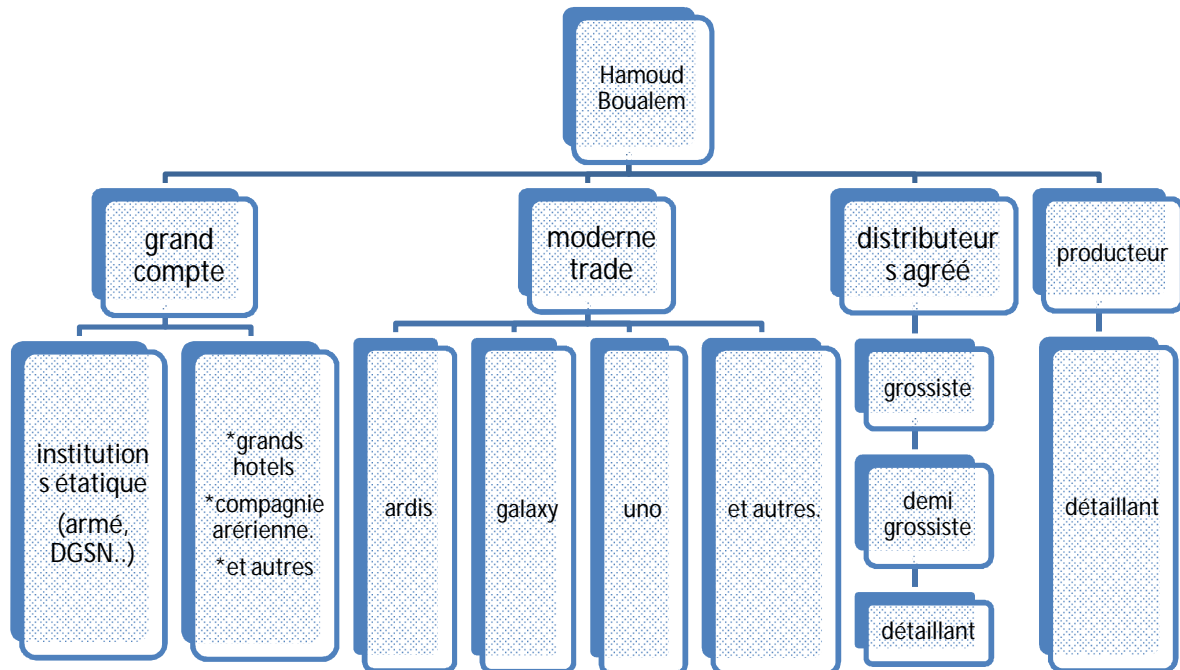 Hamoud
Boualem
grand
compte
moderne
trade
distributeur
s agréé
producteur
institution
s étatique
(armé,
DGSN..)
*grands
hotels
*compagnie
arérienne.
*et autres
ardis
galaxy
uno
et autres.
grossiste
demi
grossiste
détaillant
détaillant